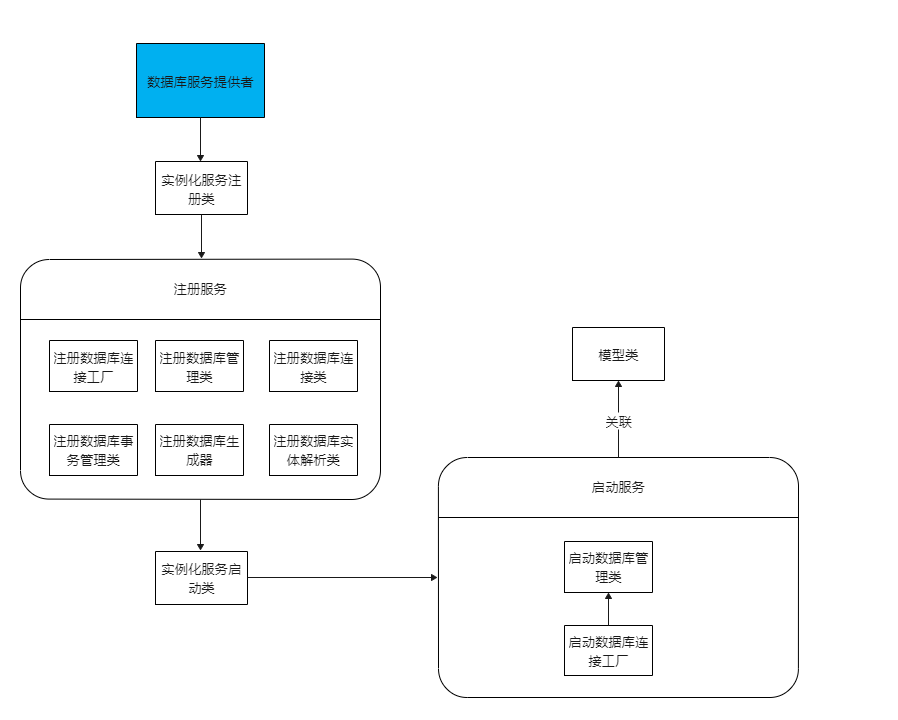 数据库服务提供者
实例化服务注
册类
注册服务
注册数据库连
接工厂
注册数据库管
理类
注册数据库连
接类
注册数据库事
务管理类
注册数据库生
成器
注册数据库实
体解析类
实例化服务启
动类
模型类
关联
启动服务
启动数据库管
理类
启动数据库连
接工厂